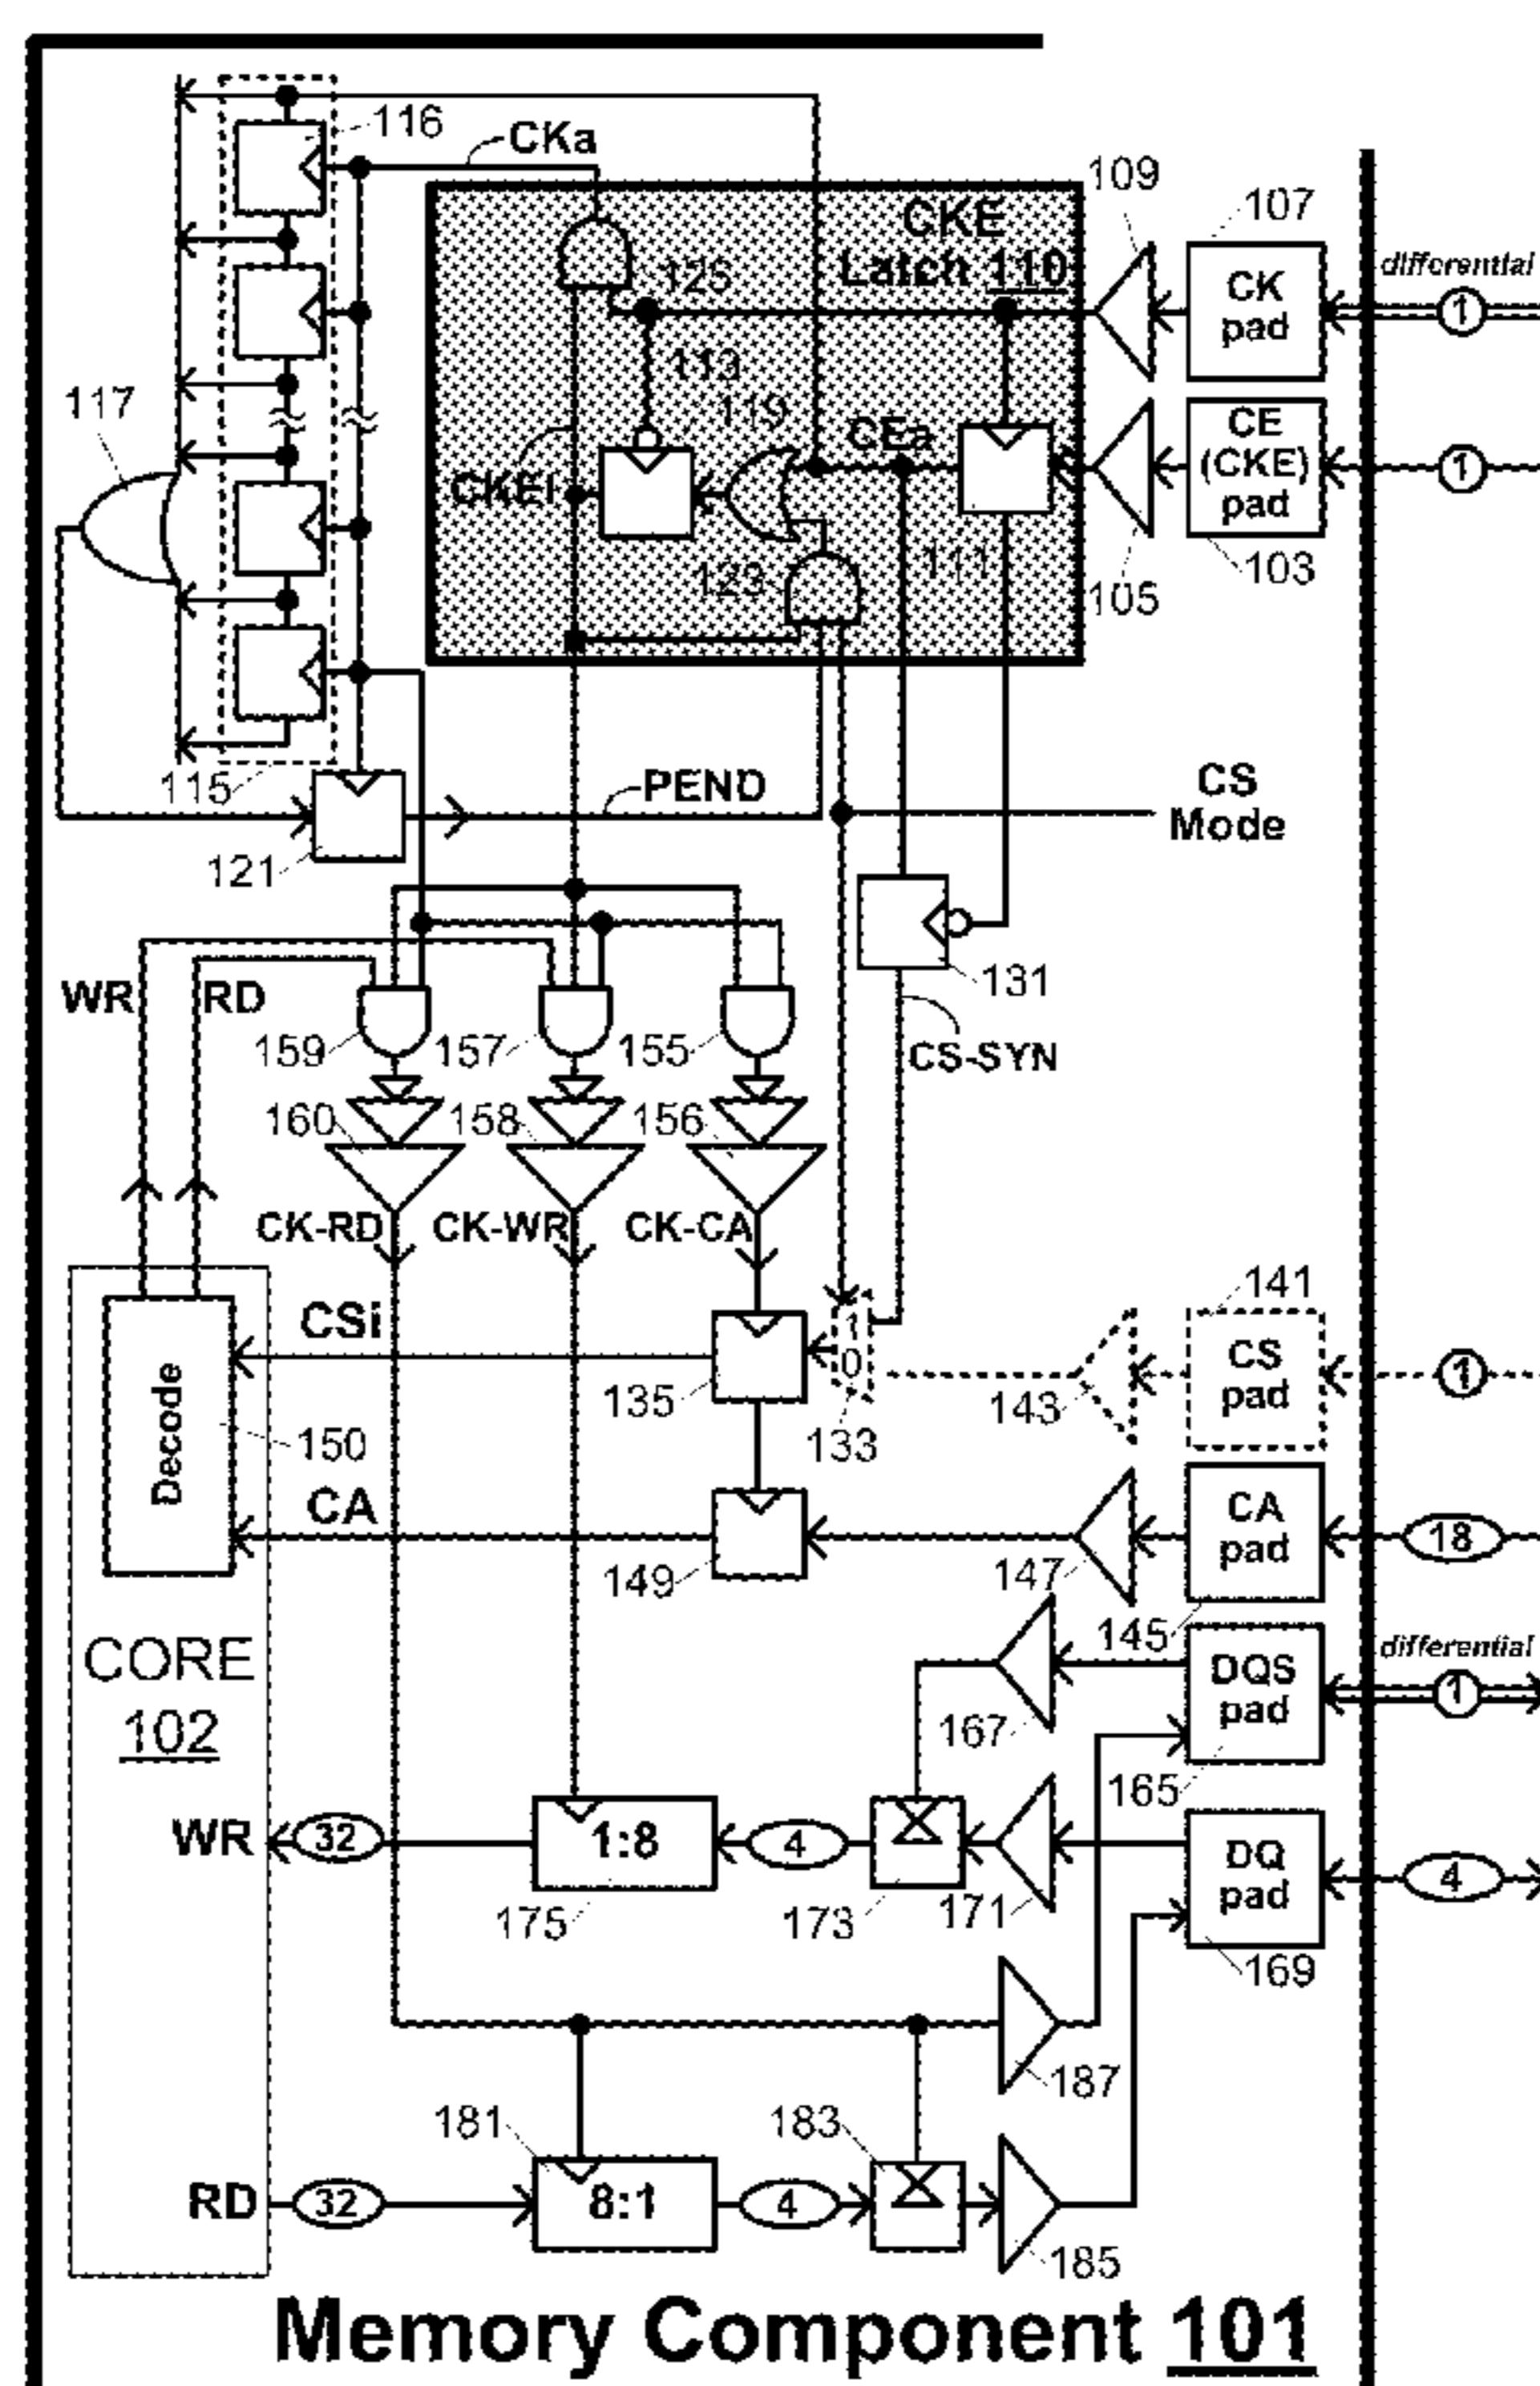 116
CKa
109
107
CKE
Latch 110
125
CK
pad
differential
1
113
117
119
CEa
CE
(CKE)
pad
1
CKEi
123
111
105
103
115
PEND
CS
Mode
121
131
WR
RD
159
157
155
CS-SYN
160
158
156
CK-RD
CK-WR
CK-CA
141
CSi
1
0
CS
pad
1
Decode
135
143
133
150
CA
CA
pad
18
149
147
CORE
102
145
differential
DQS
pad
1
167
165
WR
32
1:8
4
DQ
pad
4
175
173
171
169
187
181
183
RD
32
8:1
4
185
Memory Component 101